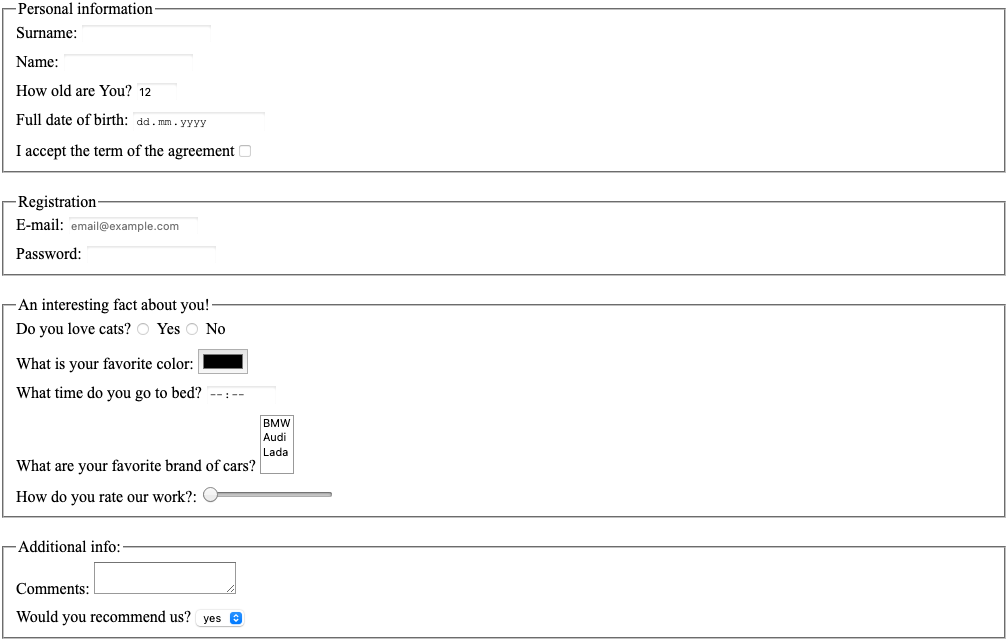 Personal information
Surname:
Name:
How old are You? 12
Full date of birth: dd.mm.yyyy
I accept the term of the agreement
Registration
E-mail: email@example.com
Password:
An interesting fact about you!
Do you love cats? Yes No
What is your favorite color:
What time do you go to bed? --:--
BMW
Audi
Lada
What are your favorite brand of cars?
How do you rate our work?:
Additional info:
Comments:
Would you recommend us? yes